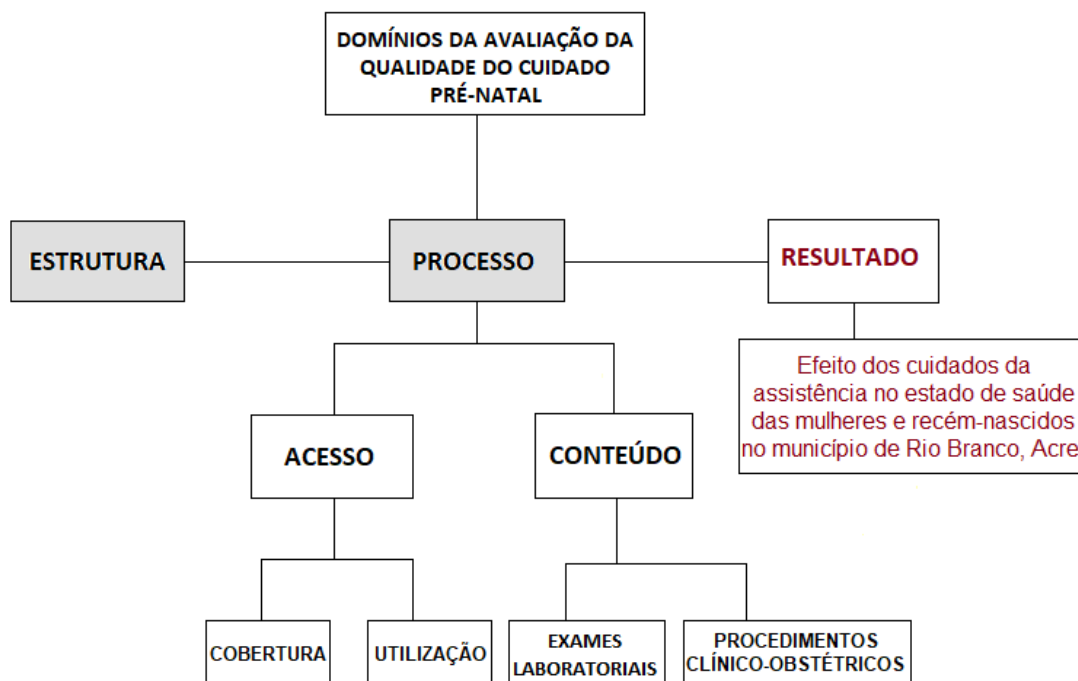 DOMÍNIOS DA AVALIAÇÃO DA
QUALIDADE DO CUIDADO
PRÉ-NATAL
ESTRUTURA
PROCESSO
RESULTADO
Efeito dos cuidados da
assistência no estado de saúde
das mulheres e recém-nascidos
no município de Rio Branco, Acre
ACESSO
CONTEÚDO
COBERTURA
UTILIZAÇÃO
EXAMES
LABORATORIAIS
PROCEDIMENTOS
CLÍNICO-OBSTÉTRICOS